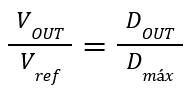 V_OUT / V_ref = D_OUT / D_máx